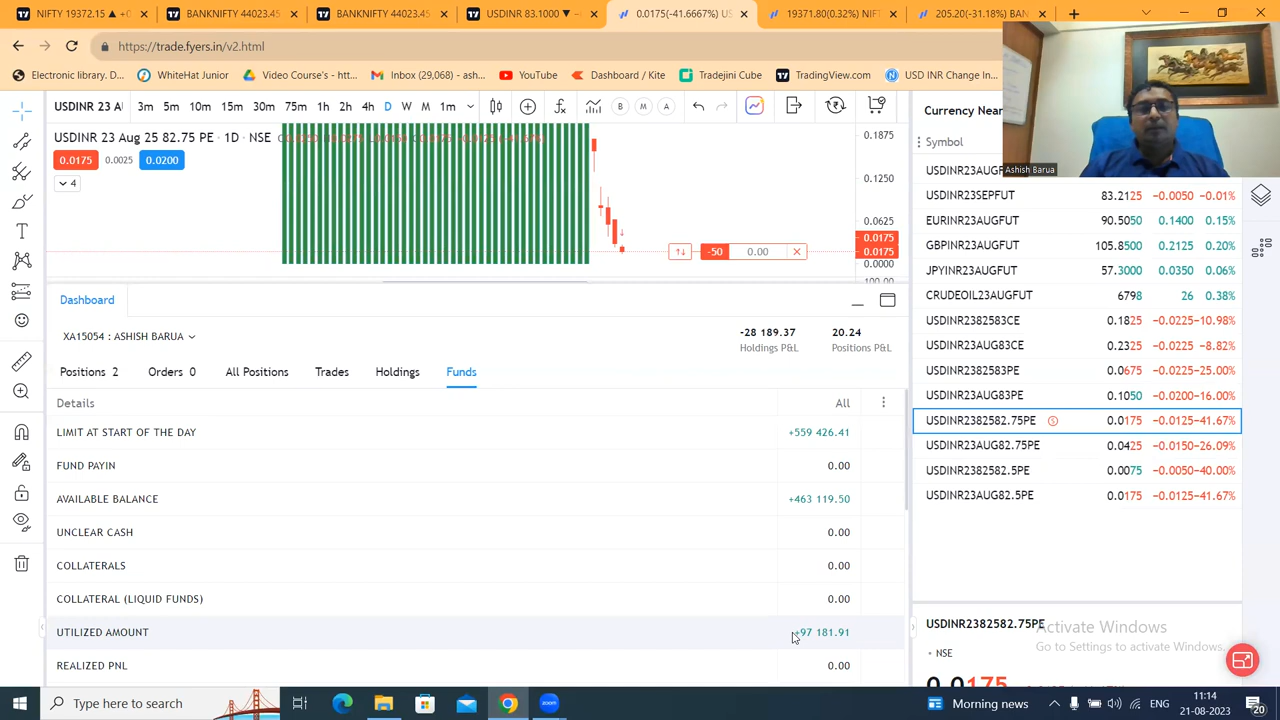 NIFTY 19372.15 ▲ +0
BANKNIFTY 44023.45
BANKNIFTY 44023.45
USDINR 83.1000 ▼ −
0.0175(-41.6667%) US
19371.80(0.32%) NIFT
205.20(-31.18%) BAN
https://trade.fyers.in/v2.html
Electronic library. D...
WhiteHat Junior
Video Course's - htt...
Inbox (29,068) - ash...
YouTube
Dashboard / Kite
Tradejini Cube
TradingView.com
USD INR Change In...
USDINR 23 A
3m
5m
10m
15m
30m
75m
1h
2h
4h
D
W
M
1m
B
M
A
USDINR 23 Aug 25 82.75 PE · 1D · NSE
0.0175
0.0025
0.0200
4
0.1875
0.1250
0.0625
0.0175
0.0175
0.0000
100.00
-50
0.00
Currency Near
Symbol
Ashish Barua
USDINR23AUGF
USDINR23SEPFUT 83.2125 −0.0050 −0.01%
EURINR23AUGFUT 90.5050 0.1400 0.15%
GBPINR23AUGFUT 105.8500 0.2125 0.20%
JPYINR23AUGFUT 57.3000 0.0350 0.06%
CRUDEOIL23AUGFUT 6798 26 0.38%
USDINR2382583CE 0.1825 −0.0225 −10.98%
USDINR23AUG83CE 0.2325 −0.0225 −8.82%
USDINR2382583PE 0.0675 −0.0225 −25.00%
USDINR23AUG83PE 0.1050 −0.0200 −16.00%
USDINR2382582.75PE 0.0175 −0.0125 −41.67%
USDINR23AUG82.75PE 0.0425 −0.0150 −26.09%
USDINR2382582.5PE 0.0075 −0.0050 −40.00%
USDINR23AUG82.5PE 0.0175 −0.0125 −41.67%
Dashboard
XA15054 : ASHISH BARUA
-28 189.37
Holdings P&L
20.24
Positions P&L
Positions 2
Orders 0
All Positions
Trades
Holdings
Funds
Details All
LIMIT AT START OF THE DAY +559 426.41
FUND PAYIN 0.00
AVAILABLE BALANCE +463 119.50
UNCLEAR CASH 0.00
COLLATERALS 0.00
COLLATERAL (LIQUID FUNDS) 0.00
UTILIZED AMOUNT +97 181.91
REALIZED PNL 0.00
USDINR2382582.75PE
NSE
0.0175
Activate Windows
Go to Settings to activate Windows.
Type here to search
zoom
Morning news
ENG
11:14
21-08-2023
20